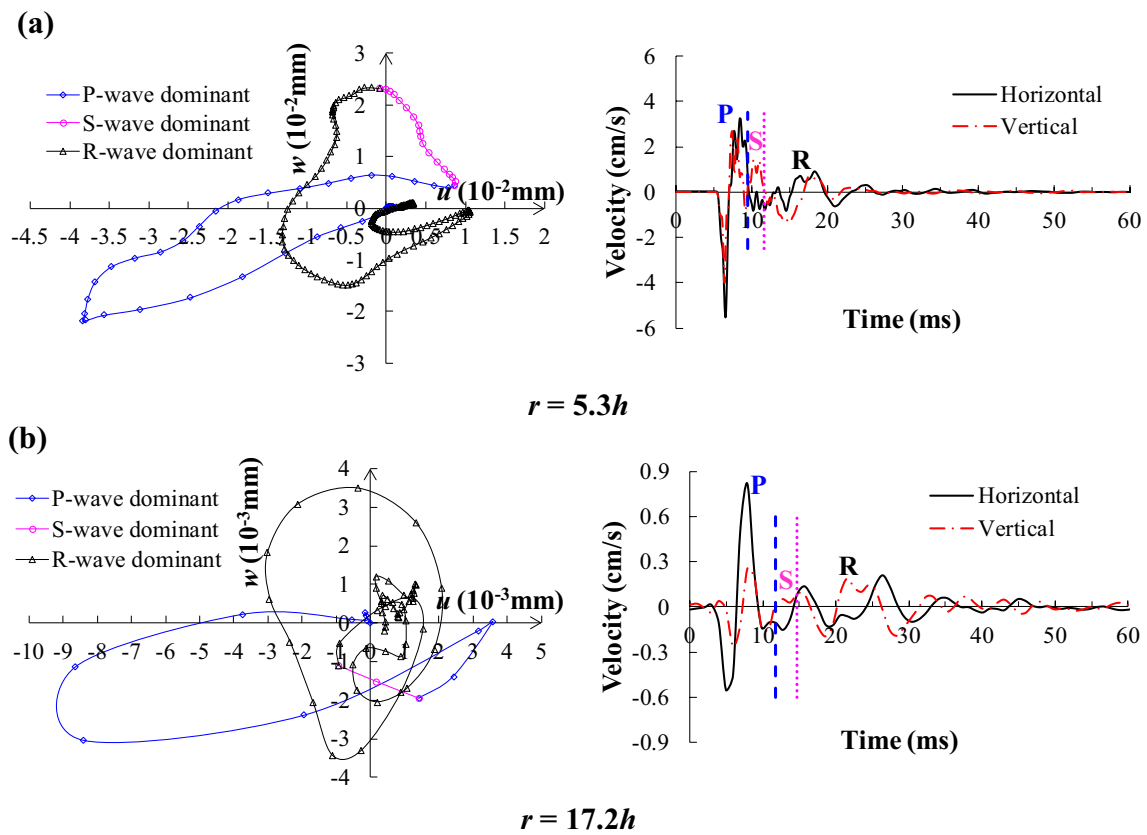 (a)
P-wave dominant
S-wave dominant
R-wave dominant
w (10⁻²mm)
u (10⁻²mm)
3
2
1
0
-1
-2
-3
-4.5 -4 -3.5 -3 -2.5 -2 -1.5 -1 -0.5 0 0.5 1 1.5 2
Velocity (cm/s)
6
4
2
0
-2
-4
-6
0 10 20 30 40 50 60
Time (ms)
P
S
R
Horizontal
Vertical
r = 5.3h
(b)
P-wave dominant
S-wave dominant
R-wave dominant
w (10⁻³mm)
u (10⁻³mm)
4
3
2
1
0
-1
-2
-3
-4
-10 -9 -8 -7 -6 -5 -4 -3 -2 -1 0 1 2 3 4 5
Velocity (cm/s)
0.9
0.6
0.3
0
-0.3
-0.6
-0.9
0 10 20 30 40 50 60
Time (ms)
P
S
R
Horizontal
Vertical
r = 17.2h